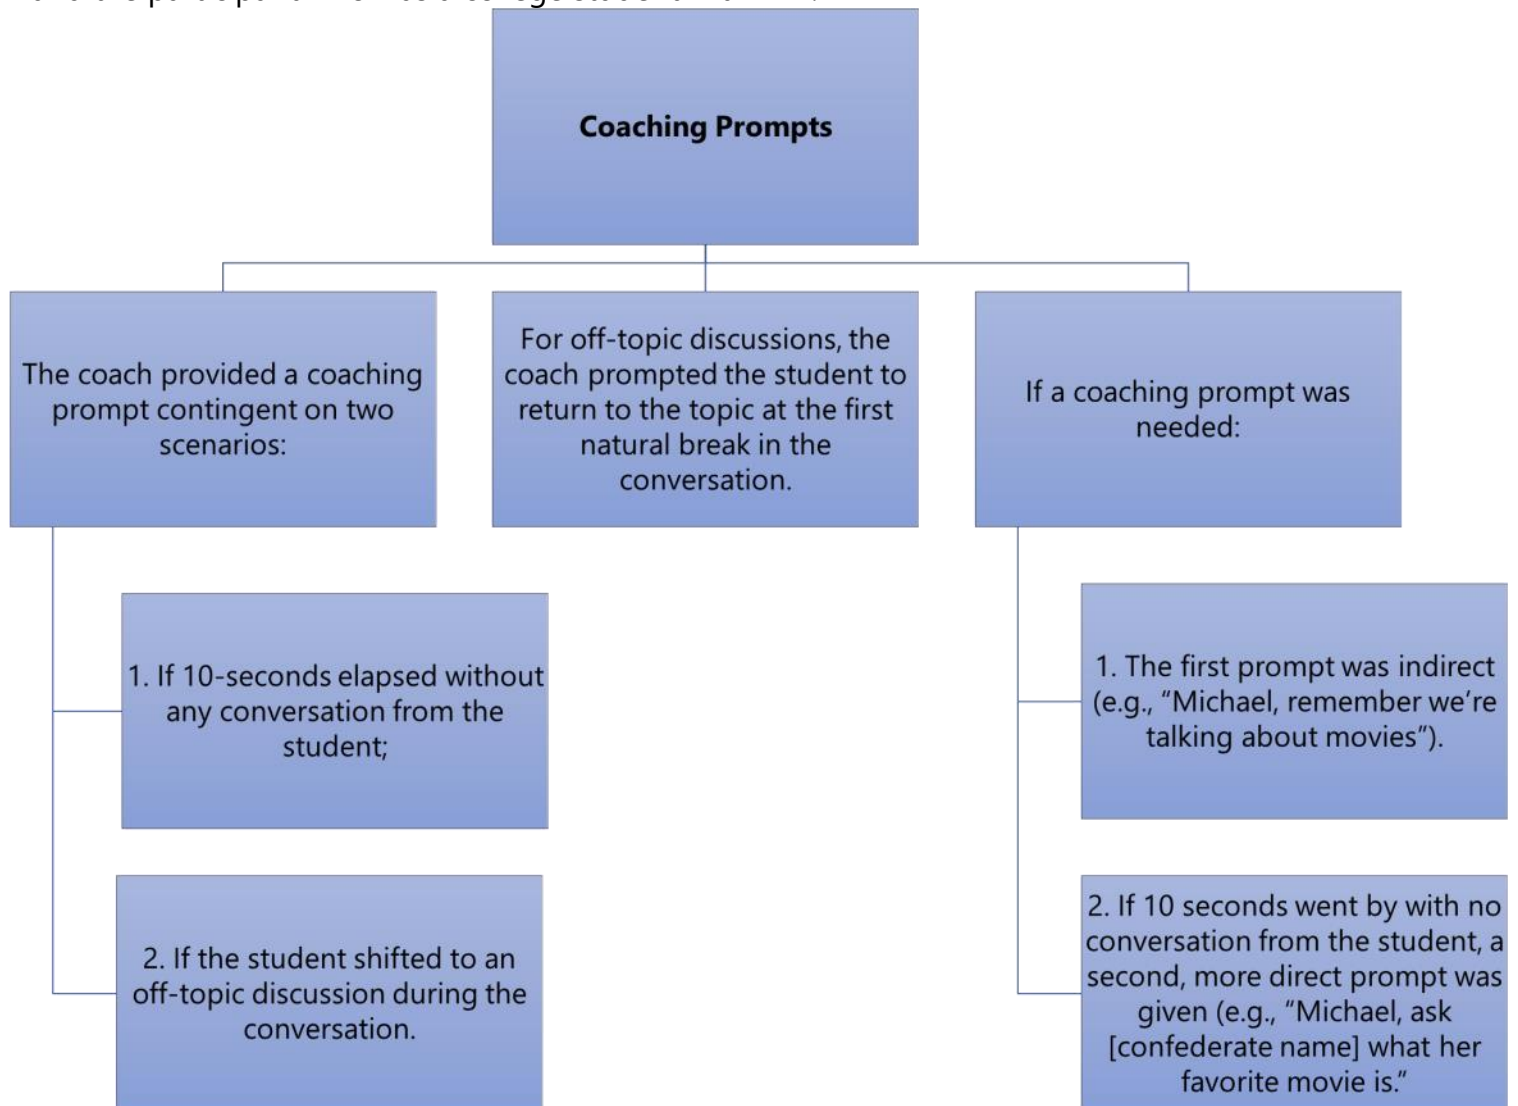 Coaching Prompts
The coach provided a coaching
prompt contingent on two
scenarios:
1. If 10-seconds elapsed without
any conversation from the
student;
2. If the student shifted to an
off-topic discussion during the
conversation.
For off-topic discussions, the
coach prompted the student to
return to the topic at the first
natural break in the
conversation.
If a coaching prompt was
needed:
1. The first prompt was indirect
(e.g., “Michael, remember we’re
talking about movies”).
2. If 10 seconds went by with no
conversation from the student, a
second, more direct prompt was
given (e.g., “Michael, ask
[confederate name] what her
favorite movie is.”